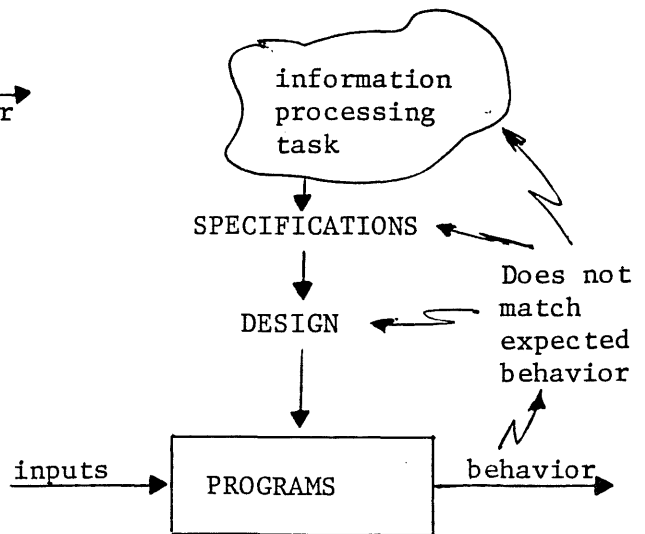 information
processing
task
r
SPECIFICATIONS
Does not
match
expected
behavior
DESIGN
inputs
PROGRAMS
behavior